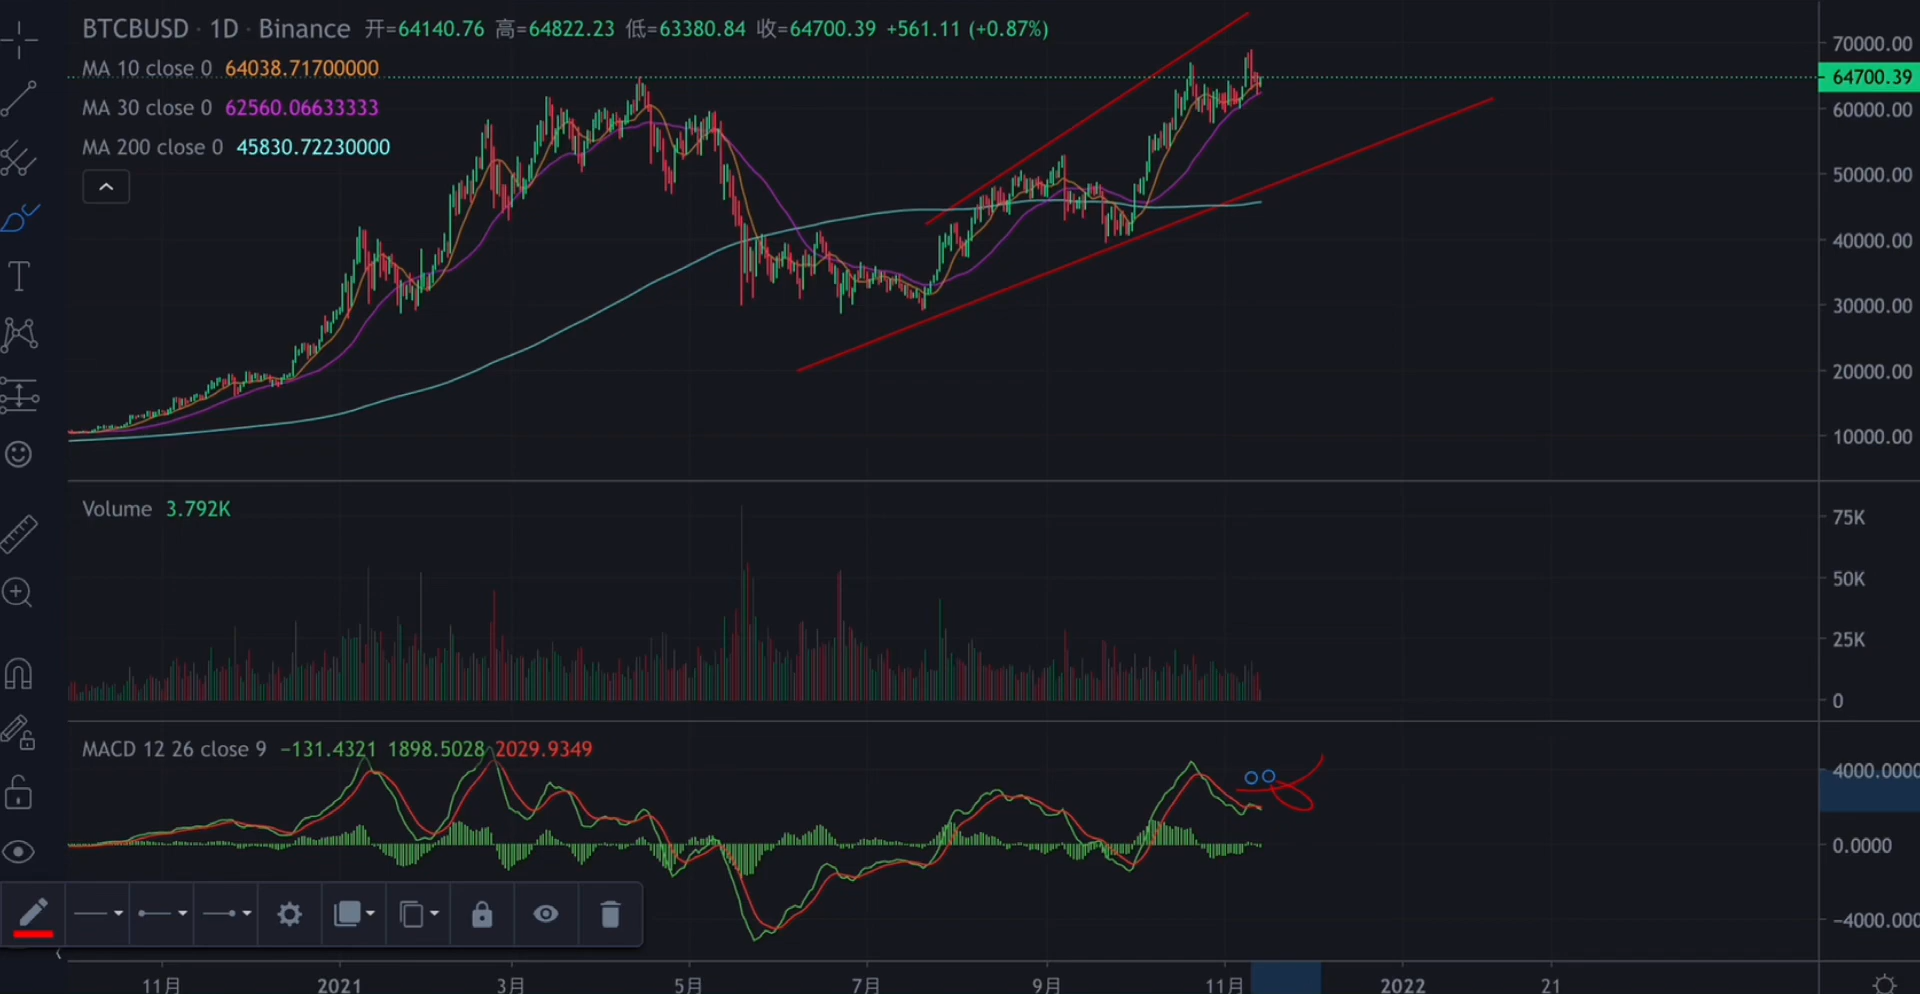 BTCBUSD · 1D · Binance 开=64140.76 高=64822.23 低=63380.84 收=64700.39 +561.11 (+0.87%)
MA 10 close 0 64038.71700000
MA 30 close 0 62560.06633333
MA 200 close 0 45830.72230000
70000.00
64700.39
60000.00
50000.00
40000.00
30000.00
20000.00
10000.00
Volume 3.792K
75K
50K
25K
0
MACD 12 26 close 9 −131.4321 1898.5028 2029.9349
4000.0000
0.0000
−4000.000
11月 2021 3月 5月 7月 9月 11月 2022 21